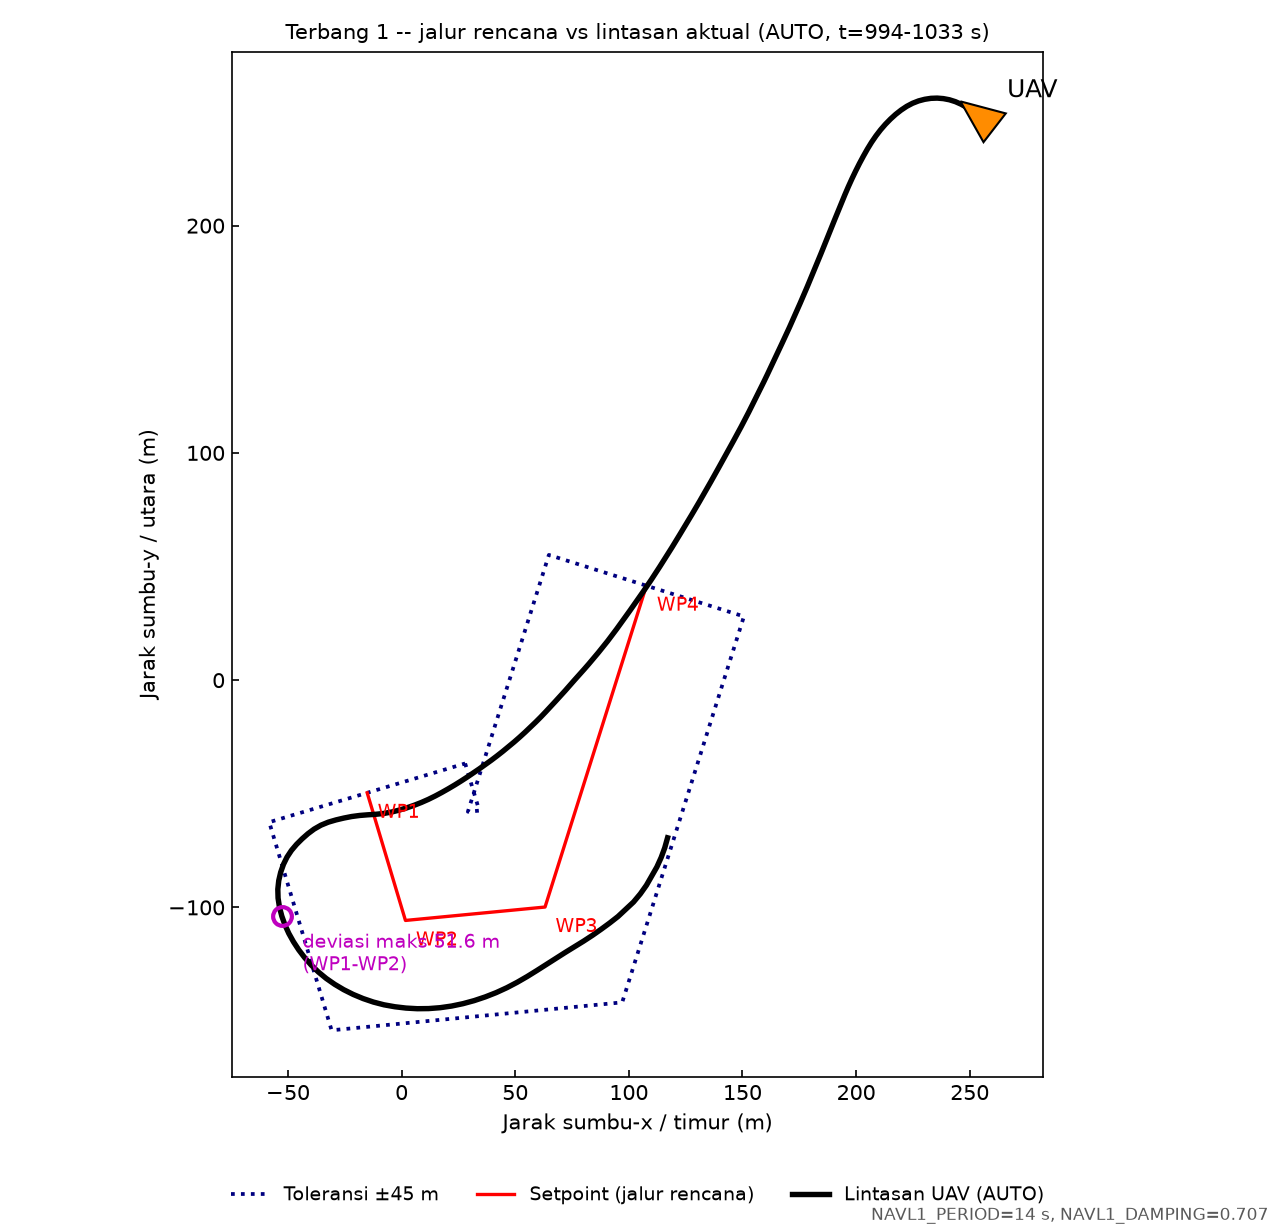 Terbang 1 -- jalur rencana vs lintasan aktual (AUTO, t=994-1033 s)
UAV
Jarak sumbu-y / utara (m)
200
100
0
−100
WP4
WP1
WP3
WP2
deviasi maks 51.6 m
(WP1-WP2)
−50 0 50 100 150 200 250
Jarak sumbu-x / timur (m)
Toleransi ±45 m Setpoint (jalur rencana) Lintasan UAV (AUTO)
NAVL1_PERIOD=14 s, NAVL1_DAMPING=0.707